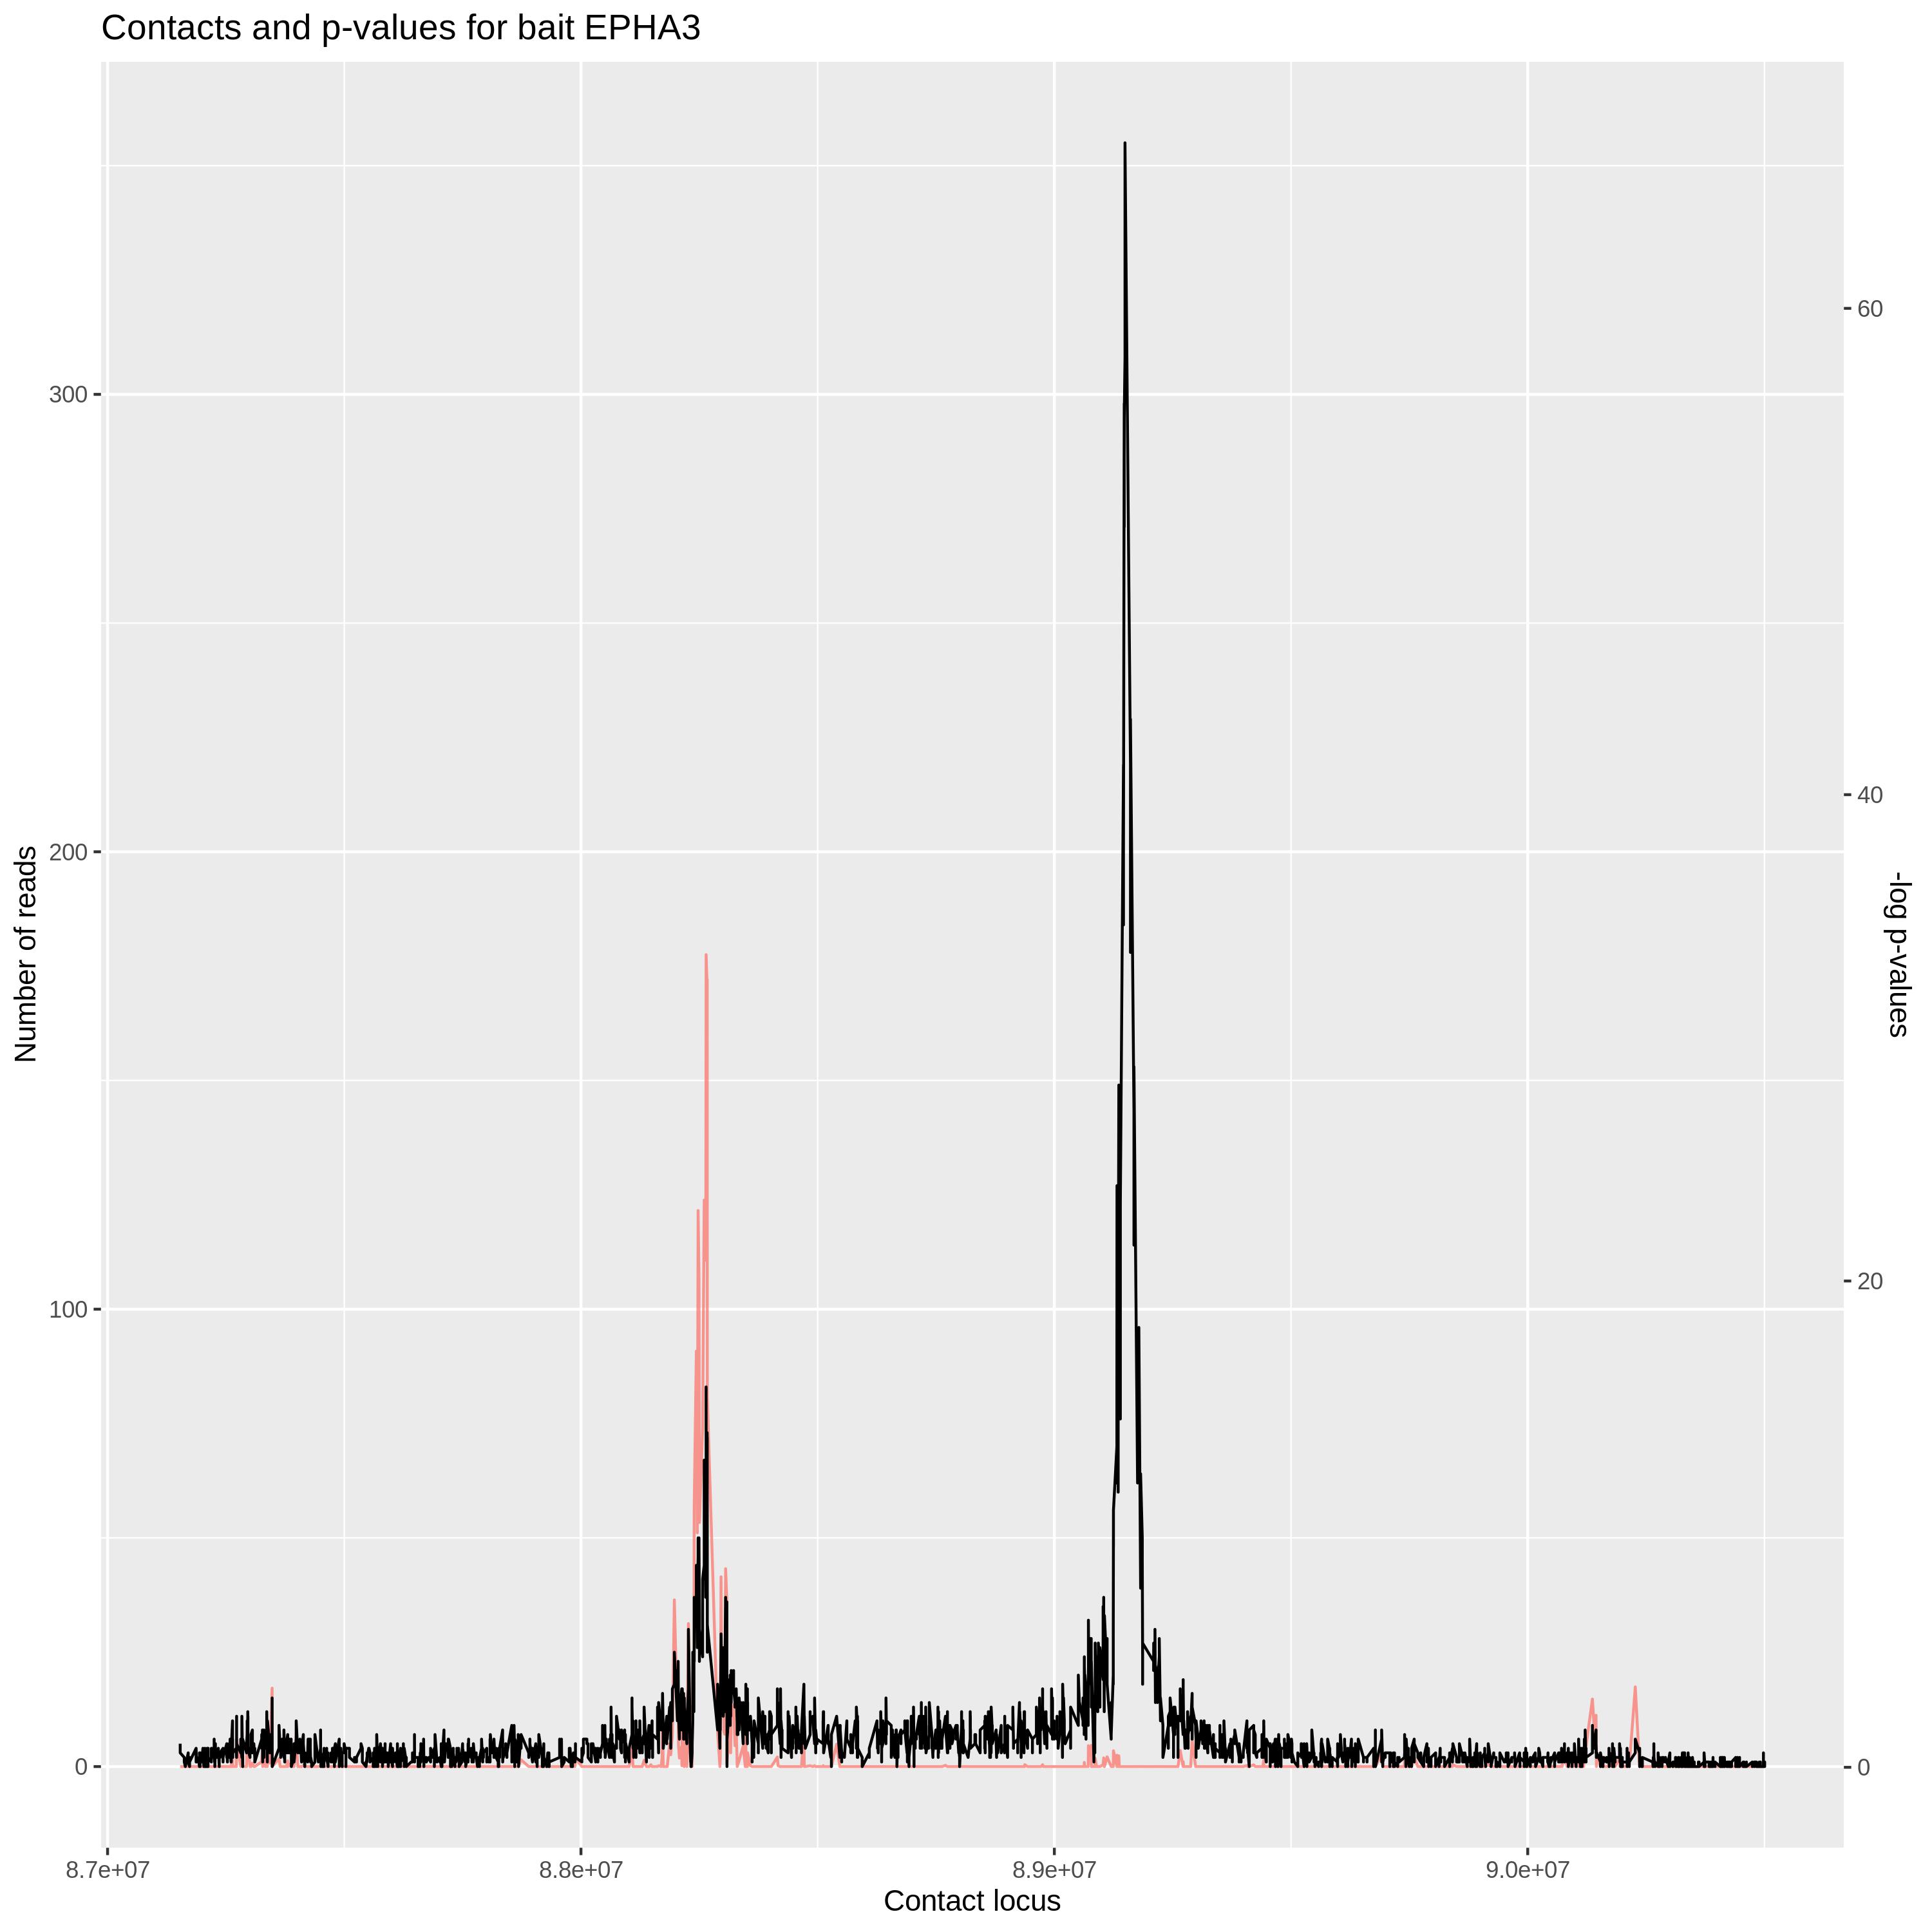 Contacts and p-values for bait EPHA3
300
200
100
0
Number of reads
60
40
20
0
-log p-values
8.7e+07 8.8e+07 8.9e+07 9.0e+07
Contact locus